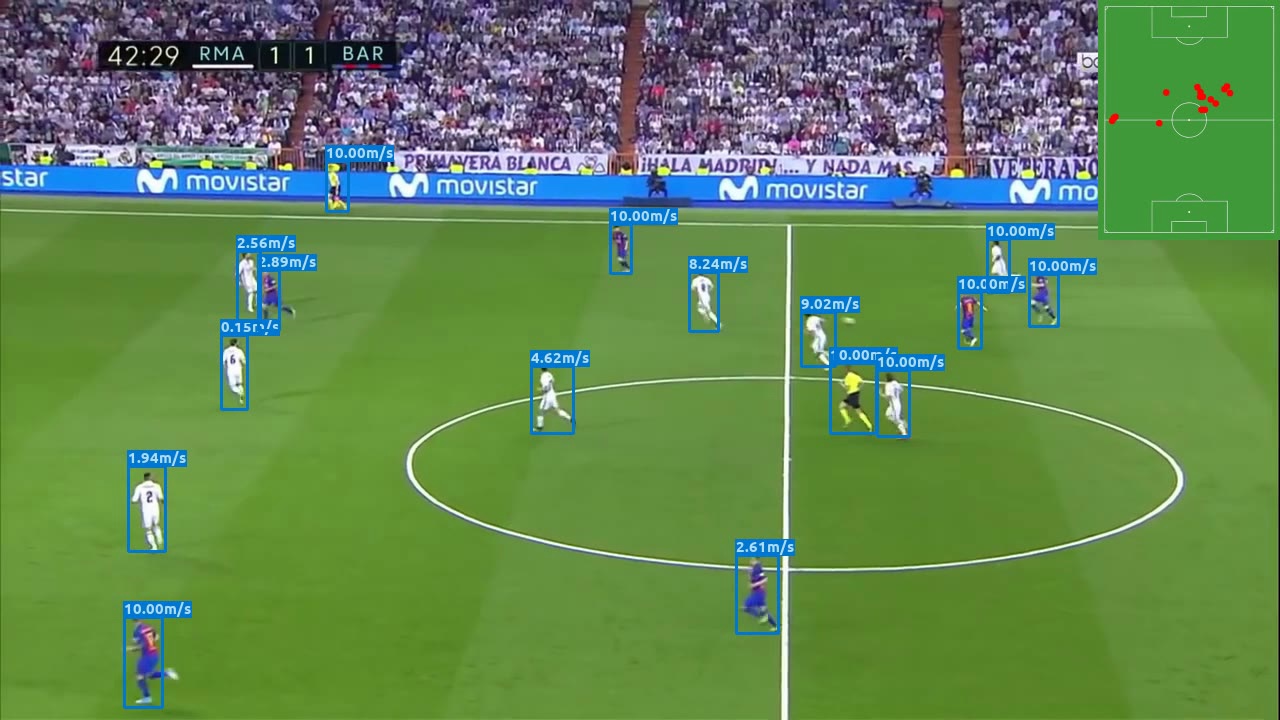 42:29 RMA 1 1 BAR
10.00m/s
PRIMAVERA BLANCA ¡HALA MADRID!... Y NADA MAS VETERANO
star movistar movistar movistar mo
10.00m/s
10.00m/s
2.56m/s
2.89m/s
8.24m/s
10.00m/s
10.00m/s
9.02m/s
0.15m/s
4.62m/s
10.00m/s
10.00m/s
6
1.94m/s
2
2.61m/s
10.00m/s